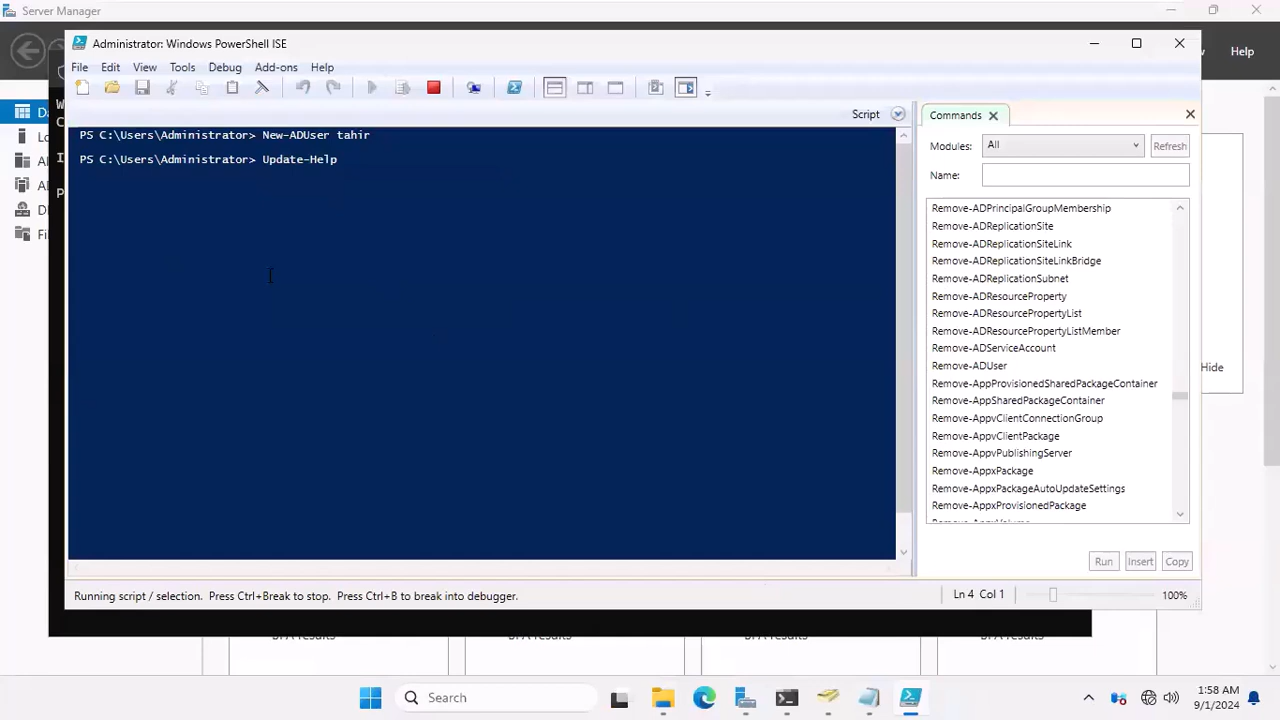 Server Manager
Administrator: Windows PowerShell ISE
Help
File Edit View Tools Debug Add-ons Help
Script
PS C:\Users\Administrator> New-ADUser tahir
PS C:\Users\Administrator> Update-Help
Commands
Modules: All Refresh
Name:
Remove-ADPrincipalGroupMembership
Remove-ADReplicationSite
Remove-ADReplicationSiteLink
Remove-ADReplicationSiteLinkBridge
Remove-ADReplicationSubnet
Remove-ADResourceProperty
Remove-ADResourcePropertyList
Remove-ADResourcePropertyListMember
Remove-ADServiceAccount
Remove-ADUser
Remove-AppProvisionedSharedPackageContainer
Remove-AppSharedPackageContainer
Remove-AppvClientConnectionGroup
Remove-AppvClientPackage
Remove-AppvPublishingServer
Remove-AppxPackage
Remove-AppxPackageAutoUpdateSettings
Remove-AppxProvisionedPackage
Hide
Run Insert Copy
Running script / selection. Press Ctrl+Break to stop. Press Ctrl+B to break into debugger.
Ln 4 Col 1
100%
Search
1:58 AM
9/1/2024